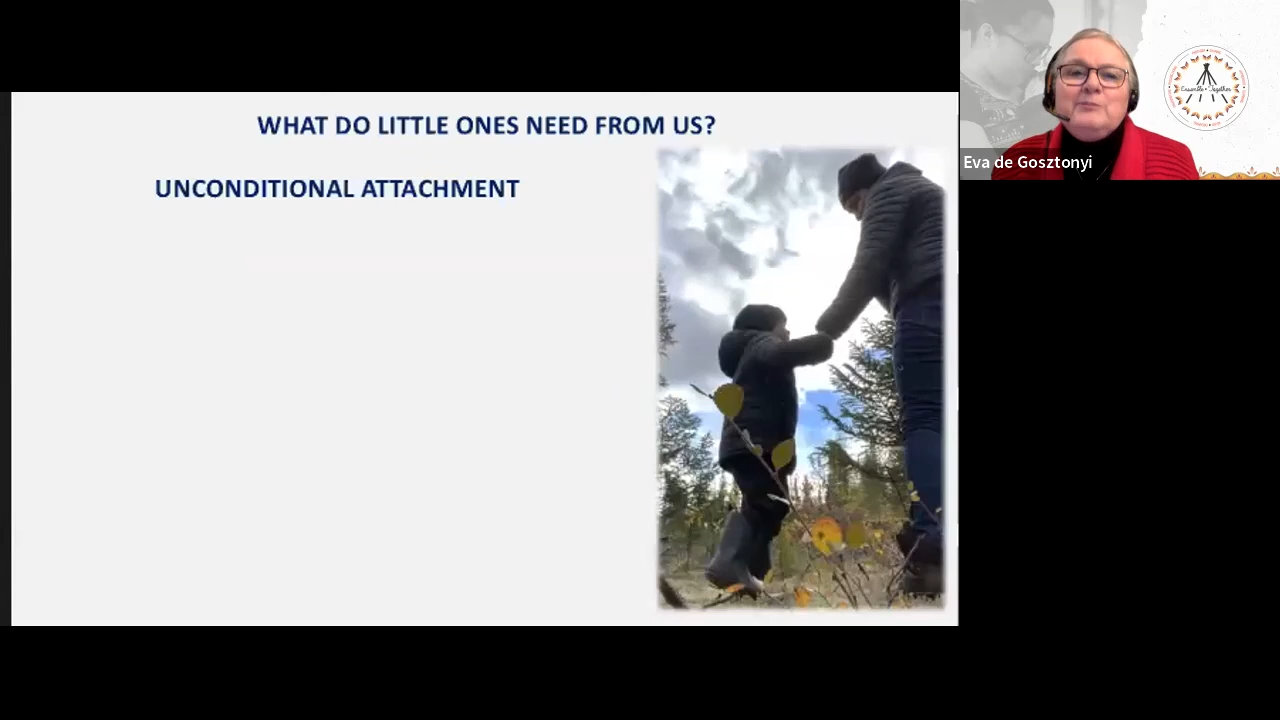 WHAT DO LITTLE ONES NEED FROM US?
UNCONDITIONAL ATTACHMENT
Eva de Gosztonyi
Ensemble • Together